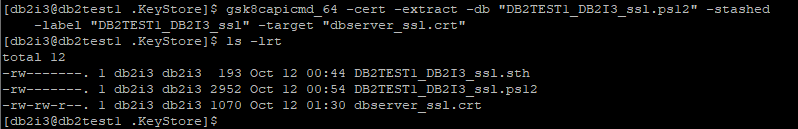 [db2i3@db2test1 .KeyStore]$ gsk8capicmd_64 -cert -extract -db "DB2TEST1_DB2I3_ssl.ps12" -stashed
-label "DB2TEST1_DB2I3_ssl" -target "dbserver_ssl.crt"
[db2i3@db2test1 .KeyStore]$ ls -lrt
total 12
-rw-------. 1 db2i3 db2i3  193 Oct 12 00:44 DB2TEST1_DB2I3_ssl.sth
-rw-------. 1 db2i3 db2i3 2952 Oct 12 00:54 DB2TEST1_DB2I3_ssl.ps12
-rw-rw-r--. 1 db2i3 db2i3 1070 Oct 12 01:30 dbserver_ssl.crt
[db2i3@db2test1 .KeyStore]$